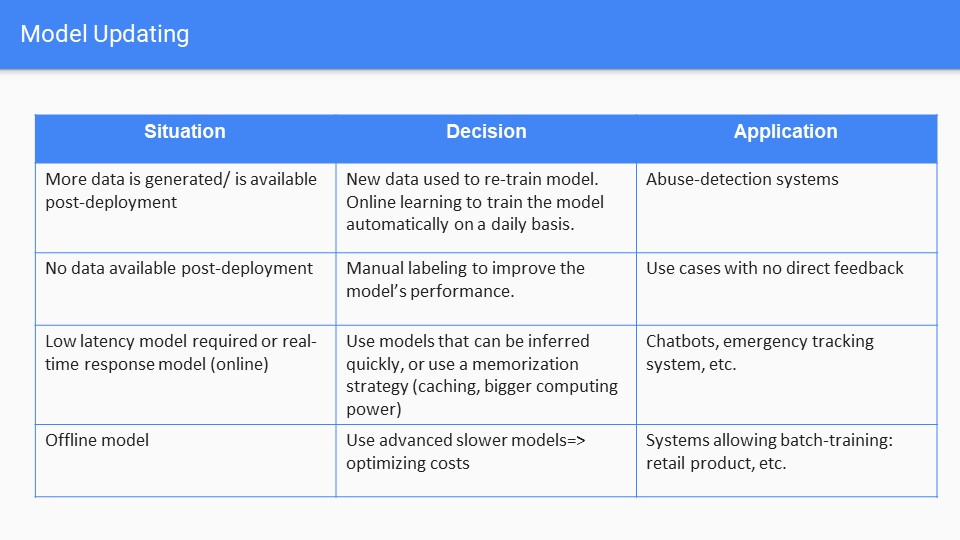 Model Updating
Situation
Decision
Application
More data is generated/ is available
post-deployment
New data used to re-train model.
Online learning to train the model
automatically on a daily basis.
Abuse-detection systems
No data available post-deployment
Manual labeling to improve the
model’s performance.
Use cases with no direct feedback
Low latency model required or real-
time response model (online)
Use models that can be inferred
quickly, or use a memorization
strategy (caching, bigger computing
power)
Chatbots, emergency tracking
system, etc.
Offline model
Use advanced slower models=>
optimizing costs
Systems allowing batch-training:
retail product, etc.